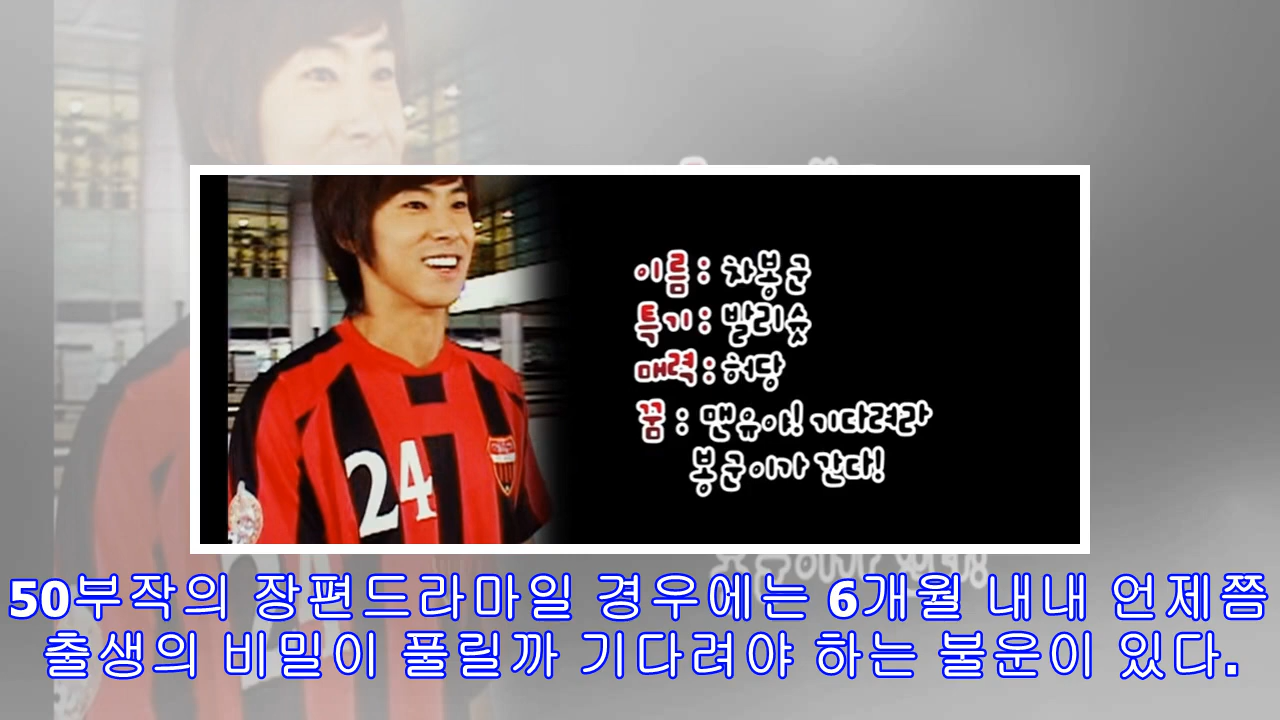 이름 : 차봉군
특기 : 발리슛
매력 : 허당
꿈 : 맨유야! 기다려라
봉군이가 간다!
24
50부작의 장편드라마일 경우에는 6개월 내내 언제쯤
출생의 비밀이 풀릴까 기다려야 하는 불운이 있다.